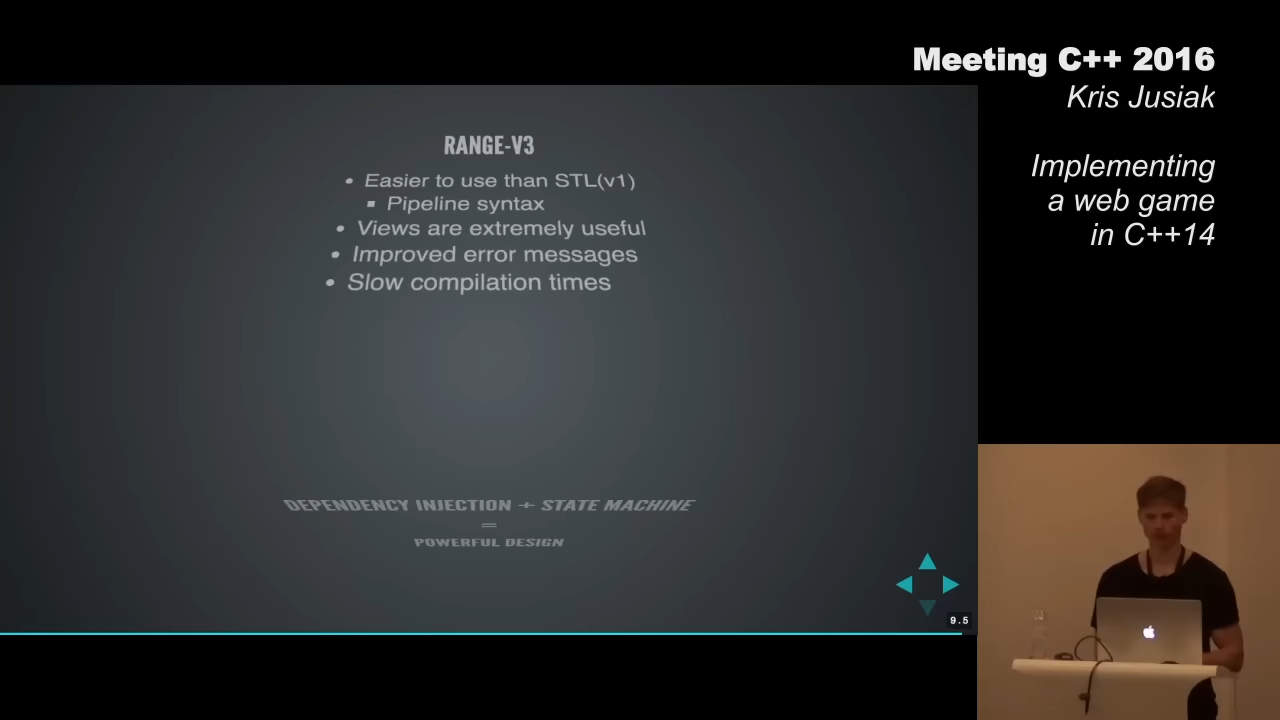 Meeting C++ 2016
Kris Jusiak
Implementing
a web game
in C++14
RANGE-V3
• Easier to use than STL(v1)
▪ Pipeline syntax
• Views are extremely useful
• Improved error messages
• Slow compilation times
DEPENDENCY INJECTION + STATE MACHINE
=
POWERFUL DESIGN
9.5